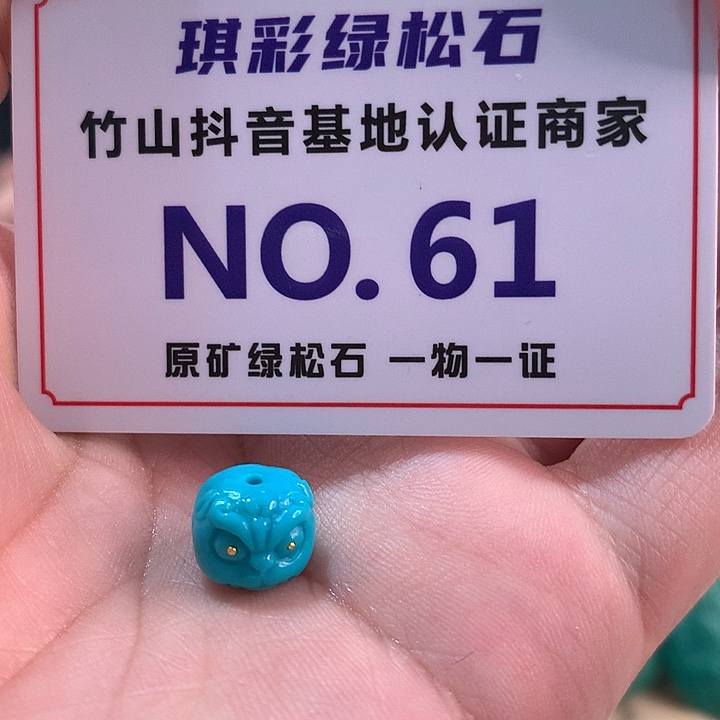 琪彩绿松石
竹山抖音基地认证商家
NO. 61
原矿绿松石 一物一证